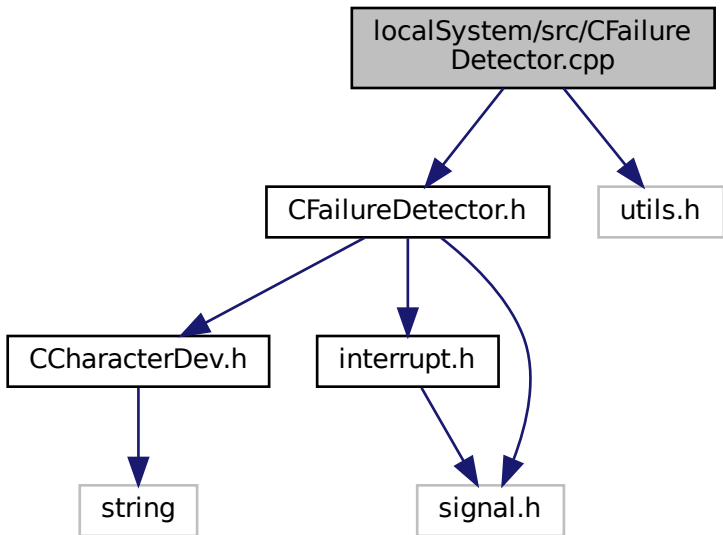 localSystem/src/CFailure
Detector.cpp
CFailureDetector.h
utils.h
CCharacterDev.h
interrupt.h
string
signal.h